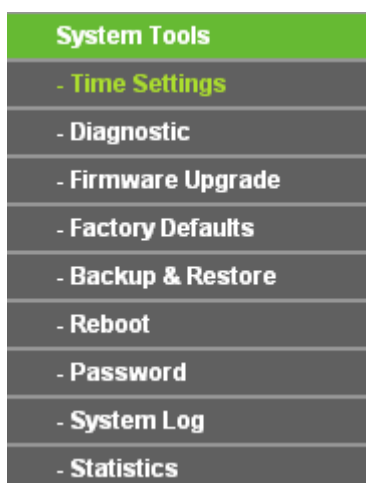 System Tools
- Time Settings
- Diagnostic
- Firmware Upgrade
- Factory Defaults
- Backup & Restore
- Reboot
- Password
- System Log
- Statistics